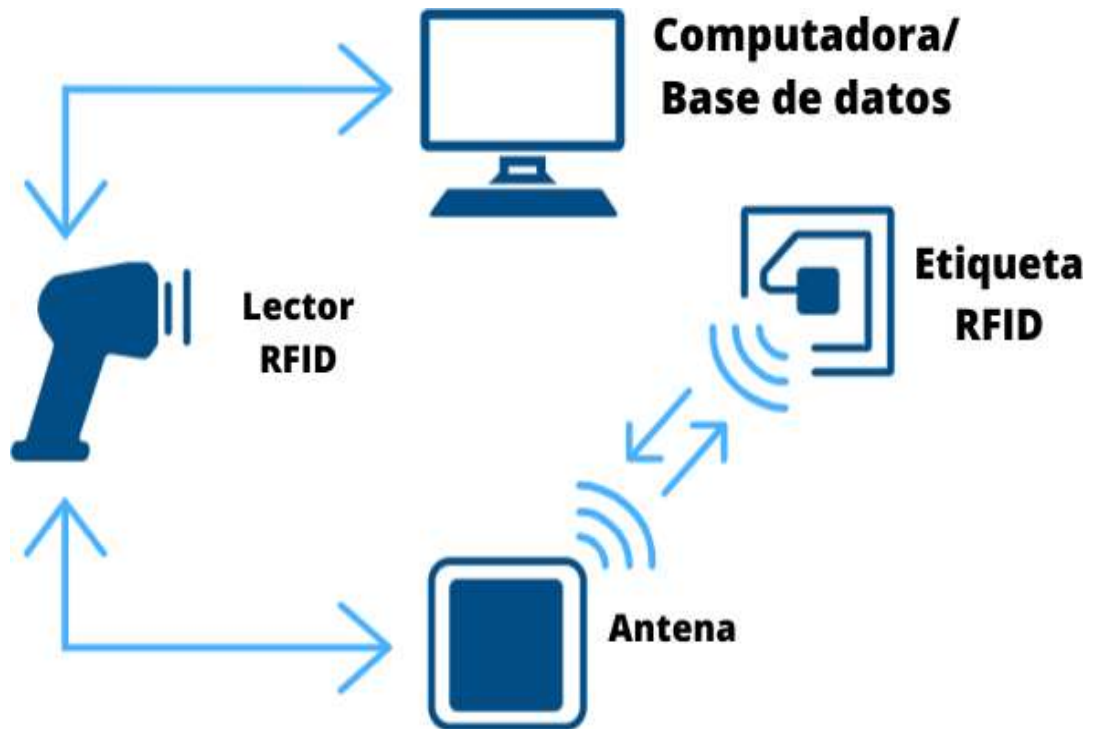 Computadora/
Base de datos
Etiqueta
RFID
Lector
RFID
Antena